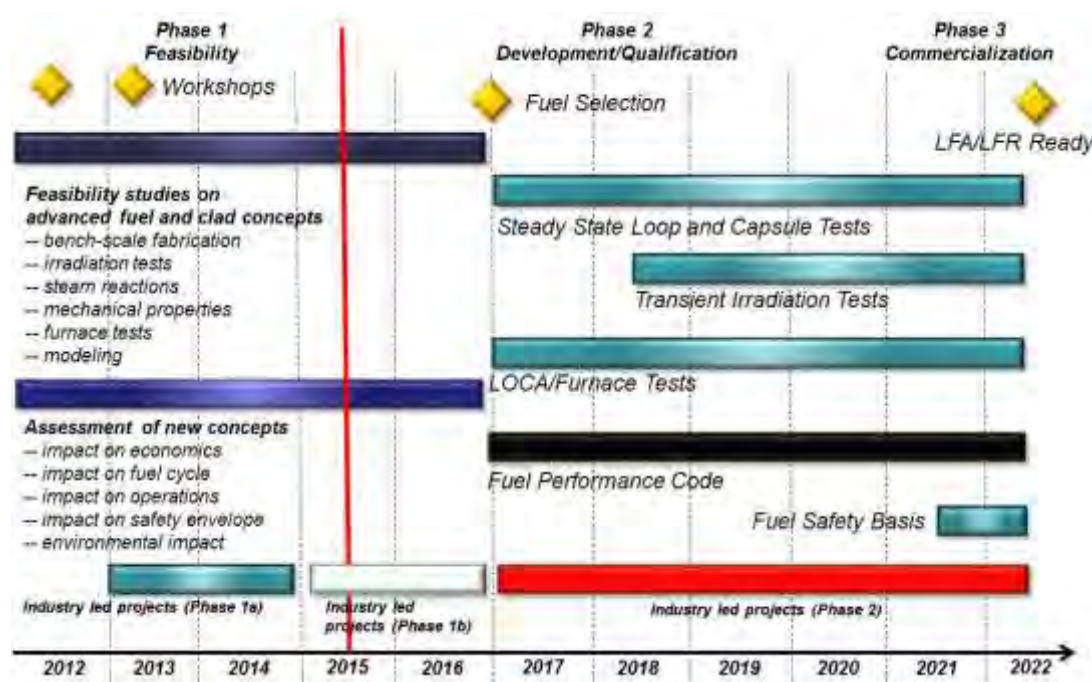 Phase 1
Feasibility
Phase 2
Development/Qualification
Phase 3
Commercialization
Workshops
Fuel Selection
LFA/LFR Ready
Feasibility studies on
advanced fuel and clad concepts
-- bench-scale fabrication
-- irradiation tests
-- steam reactions
-- mechanical properties
-- furnace tests
-- modeling
Steady State Loop and Capsule Tests
Transient Irradiation Tests
LOCA/Furnace Tests
Assessment of new concepts
-- impact on economics
-- impact on fuel cycle
-- impact on operations
-- impact on safety envelope
-- environmental impact
Fuel Performance Code
Fuel Safety Basis
Industry led projects (Phase 1a)
Industry led
projects (Phase 1b)
Industry led projects (Phase 2)
2012 2013 2014 2015 2016 2017 2018 2019 2020 2021 2022